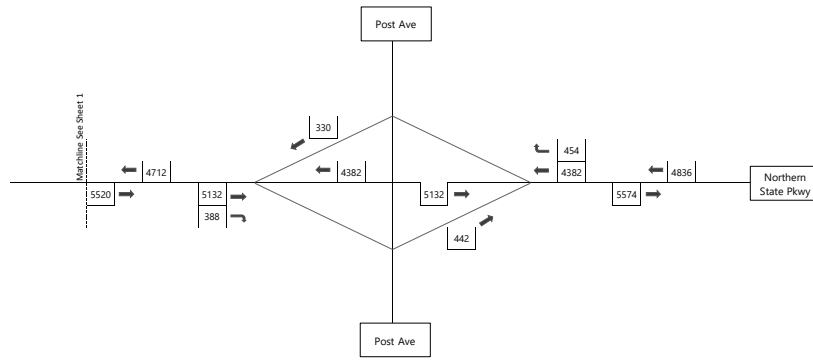 Post Ave
Matchline See Sheet 1
330
454
4712
4382
4382
4836
5520
5132
5132
5574
Northern
State Pkwy
388
442
Post Ave